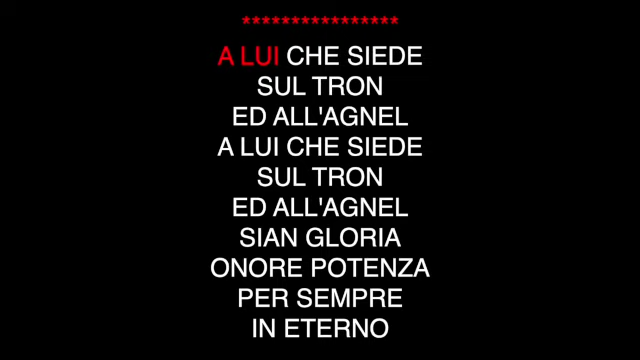 ****************
A LUI CHE SIEDE
SUL TRON
ED ALL'AGNEL
A LUI CHE SIEDE
SUL TRON
ED ALL'AGNEL
SIAN GLORIA
ONORE POTENZA
PER SEMPRE
IN ETERNO